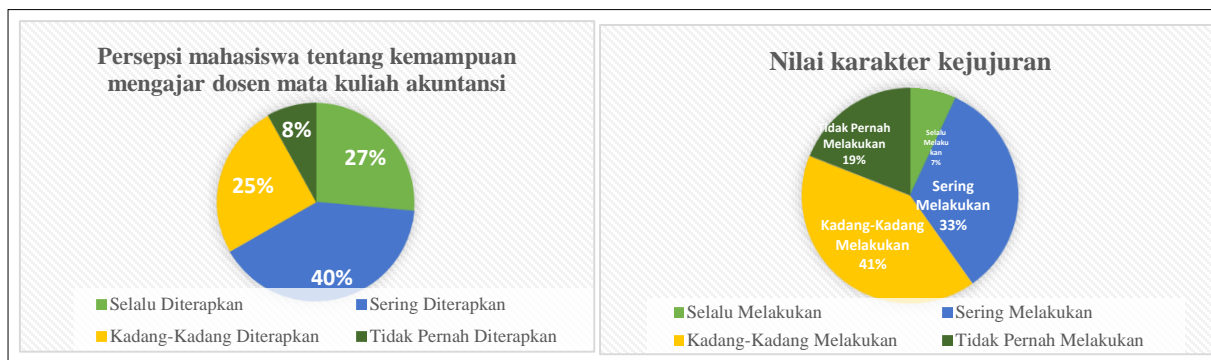 Persepsi mahasiswa tentang kemampuan
mengajar dosen mata kuliah akuntansi
8%
27%
25%
40%
Selalu Diterapkan
Sering Diterapkan
Kadang-Kadang Diterapkan
Tidak Pernah Diterapkan
Nilai karakter kejujuran
Tidak Pernah
Melakukan
19%
Selalu
Melaku
kan
7%
Sering
Melakukan
33%
Kadang-Kadang
Melakukan
41%
Selalu Melakukan
Sering Melakukan
Kadang-Kadang Melakukan
Tidak Pernah Melakukan